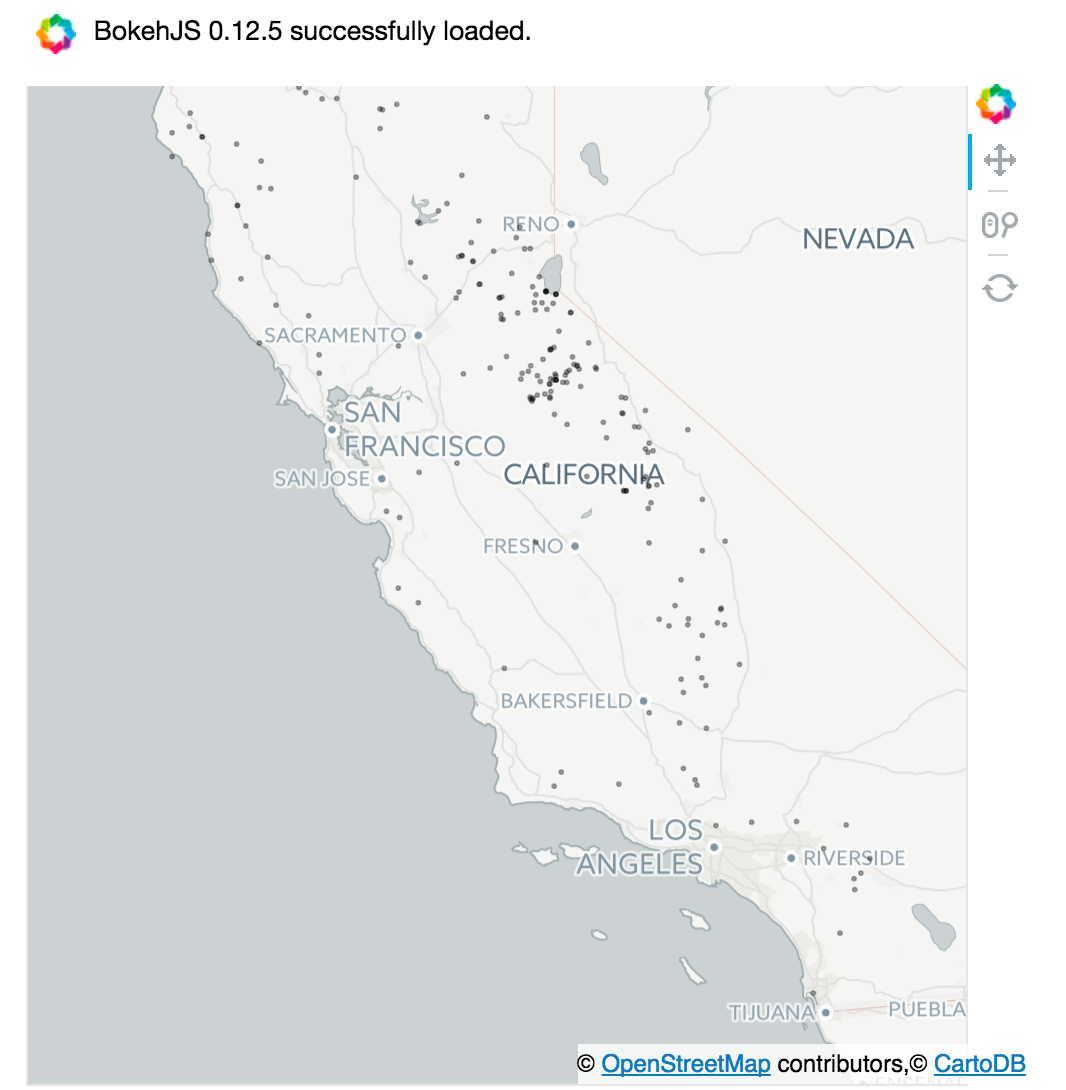 BokehJS 0.12.5 successfully loaded.
RENO
NEVADA
SACRAMENTO
SAN
FRANCISCO
CALIFORNIA
SAN JOSE
FRESNO
BAKERSFIELD
LOS
ANGELES
RIVERSIDE
TIJUANA
PUEBLA
© OpenStreetMap contributors,© CartoDB